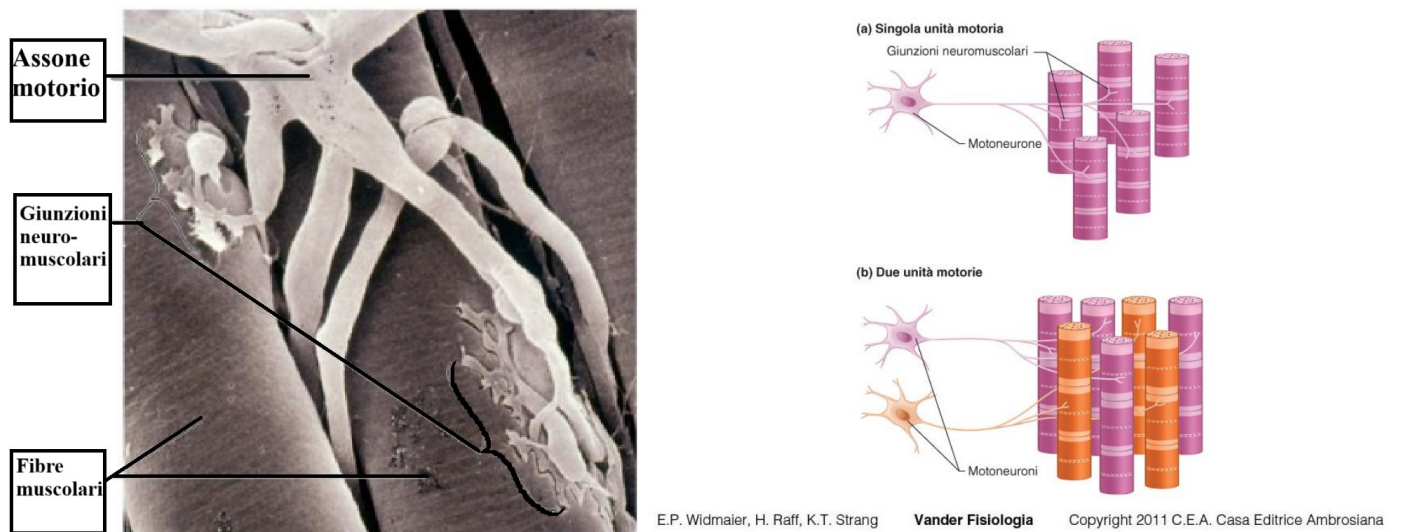 Assone
motorio
Giunzioni
neuro-
muscolari
Fibre
muscolari
(a) Singola unità motoria
Giunzioni neuromuscolari
Motoneurone
(b) Due unità motorie
Motoneuroni
E.P. Widmaier, H. Raff, K.T. Strang Vander Fisiologia Copyright 2011 C.E.A. Casa Editrice Ambrosiana